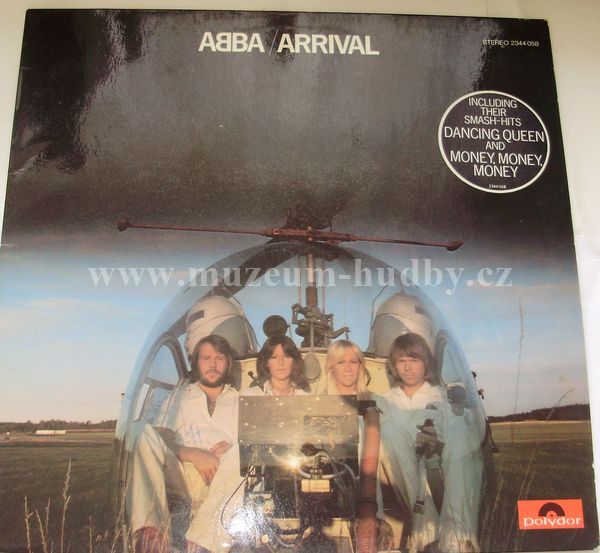 ABBA / ARRIVAL
STEREO 2344 058
INCLUDING
THEIR
SMASH-HITS
DANCING QUEEN
AND
MONEY, MONEY,
MONEY
2344 058
www.muzeum-hudby.cz
Polydor